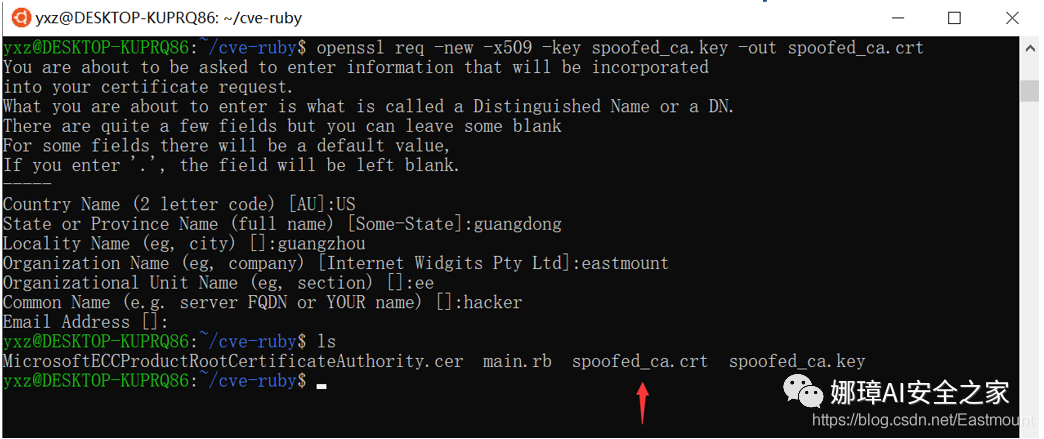 yxz@DESKTOP-KUPRQ86: ~/cve-ruby
yxz@DESKTOP-KUPRQ86:~/cve-ruby$ openssl req -new -x509 -key spoofed_ca.key -out spoofed_ca.crt
You are about to be asked to enter information that will be incorporated
into your certificate request.
What you are about to enter is what is called a Distinguished Name or a DN.
There are quite a few fields but you can leave some blank
For some fields there will be a default value,
If you enter '.', the field will be left blank.
-----
Country Name (2 letter code) [AU]:US
State or Province Name (full name) [Some-State]:guangdong
Locality Name (eg, city) []:guangzhou
Organization Name (eg, company) [Internet Widgits Pty Ltd]:eastmount
Organizational Unit Name (eg, section) []:ee
Common Name (e.g. server FQDN or YOUR name) []:hacker
Email Address []:
yxz@DESKTOP-KUPRQ86:~/cve-ruby$ ls
MicrosoftECCProductRootCertificateAuthority.cer  main.rb  spoofed_ca.crt  spoofed_ca.key
yxz@DESKTOP-KUPRQ86:~/cve-ruby$
娜璋AI安全之家
https://blog.csdn.net/Eastmount